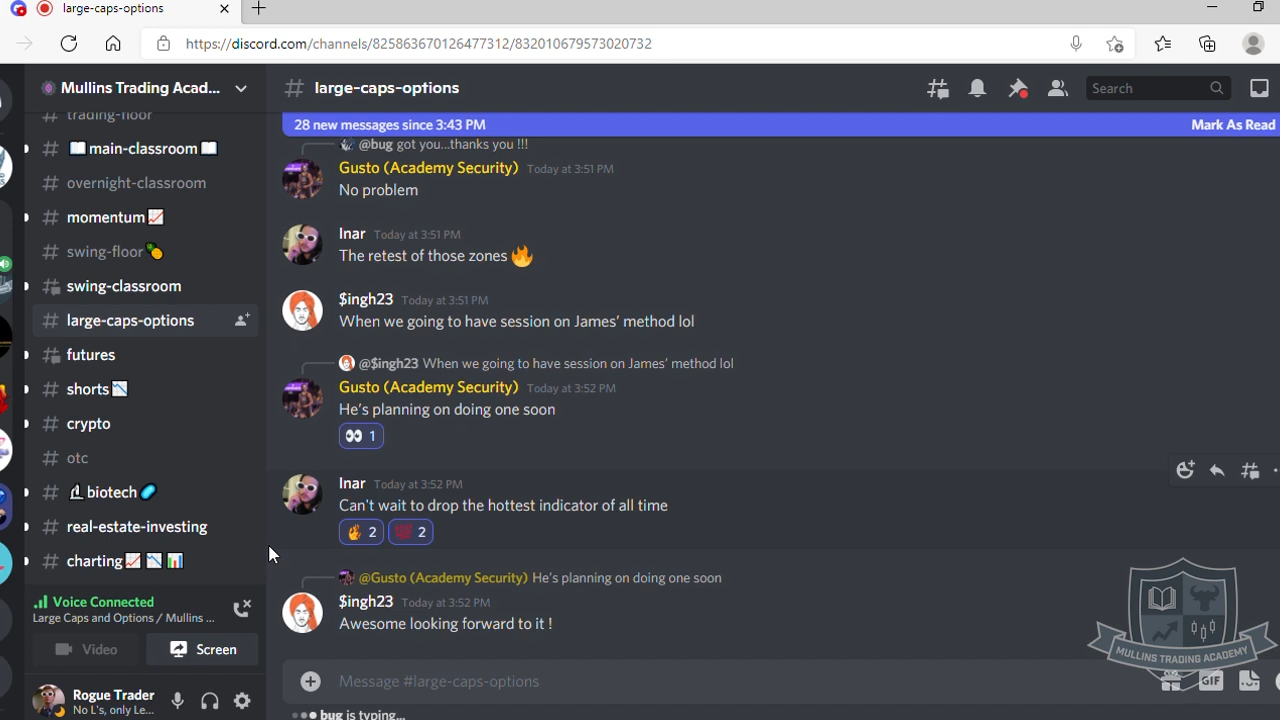 large-caps-options
https://discord.com/channels/825863670126477312/832010679573020732
Mullins Trading Acad...
large-caps-options
Search
trading-floor
main-classroom
overnight-classroom
momentum
swing-floor
swing-classroom
large-caps-options
futures
shorts
crypto
otc
biotech
real-estate-investing
charting
Voice Connected
Large Caps and Options / Mullins ...
Video Screen
Rogue Trader
No L's, only Le...
28 new messages since 3:43 PM Mark As Read
@bug got you...thanks you !!!
Gusto (Academy Security) Today at 3:51 PM
No problem
Inar Today at 3:51 PM
The retest of those zones 🔥
$ingh23 Today at 3:51 PM
When we going to have session on James' method lol
@$ingh23 When we going to have session on James' method lol
Gusto (Academy Security) Today at 3:52 PM
He's planning on doing one soon
👀 1
Inar Today at 3:52 PM
Can't wait to drop the hottest indicator of all time
🔥 2 💯 2
@Gusto (Academy Security) He's planning on doing one soon
$ingh23 Today at 3:52 PM
Awesome looking forward to it !
Message #large-caps-options
GIF
bug is typing...
MULLINS TRADING ACADEMY